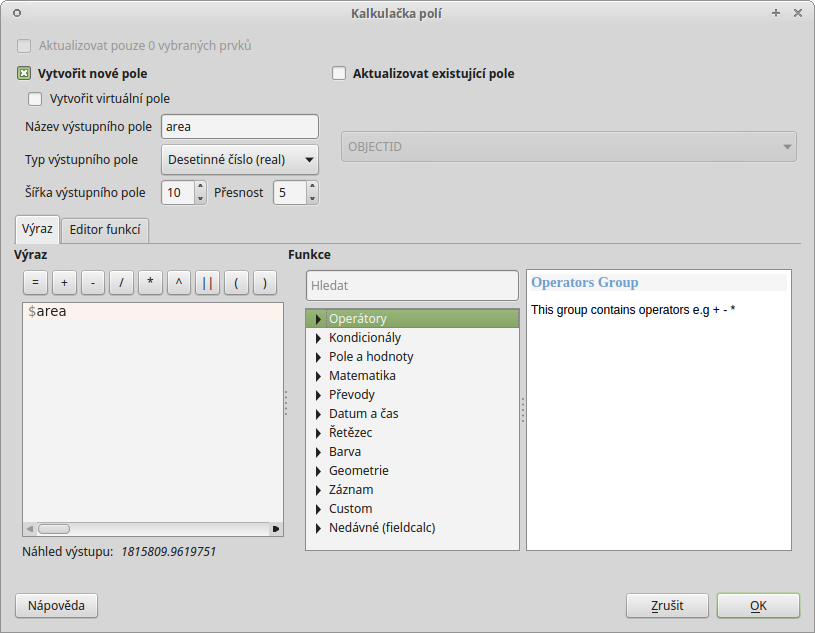 Kalkulačka polí
Aktualizovat pouze 0 vybraných prvků
Vytvořit nové pole
Aktualizovat existující pole
Vytvořit virtuální pole
Název výstupního pole area
Typ výstupního pole Desetinné číslo (real)
OBJECTID
Šířka výstupního pole 10 Přesnost 5
Výraz Editor funkcí
Výraz
= + - / * ^ || ( )
$area
Náhled výstupu: 1815809.9619751
Funkce
Hledat
Operátory
Kondicionály
Pole a hodnoty
Matematika
Převody
Datum a čas
Řetězec
Barva
Geometrie
Záznam
Custom
Nedávné (fieldcalc)
Operators Group
This group contains operators e.g + - *
Nápověda Zrušit OK